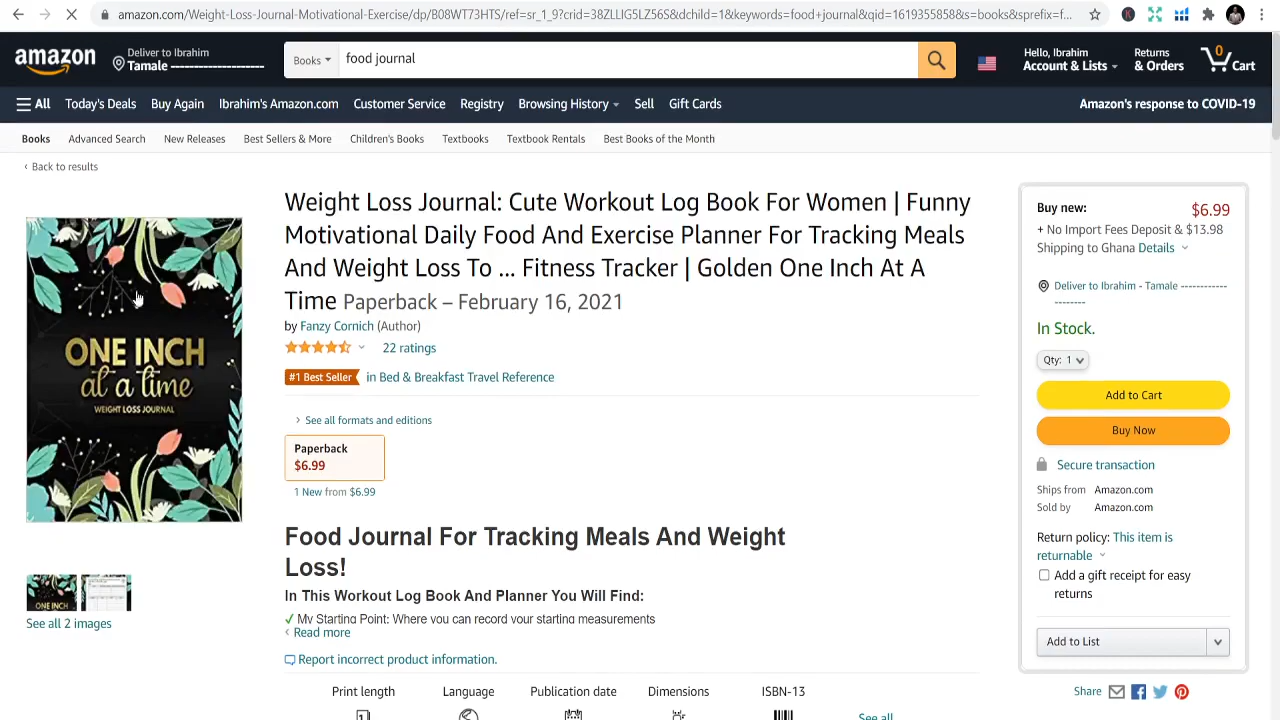 amazon.com/Weight-Loss-Journal-Motivational-Exercise/dp/B08WT73HTS/ref=sr_1_9?crid=38ZLLIG5LZ56S&dchild=1&keywords=food+journal&qid=1619355858&s=books&sprefix=f...
amazon
Deliver to Ibrahim
Tamale --------------------
Books
food journal
Hello, Ibrahim
Account & Lists
Returns
& Orders
0
Cart
All
Today's Deals
Buy Again
Ibrahim's Amazon.com
Customer Service
Registry
Browsing History
Sell
Gift Cards
Amazon's response to COVID-19
Books
Advanced Search
New Releases
Best Sellers & More
Children's Books
Textbooks
Textbook Rentals
Best Books of the Month
‹ Back to results
ONE INCH
at a time
WEIGHT LOSS JOURNAL
ONE INCH
See all 2 images
Weight Loss Journal: Cute Workout Log Book For Women | Funny
Motivational Daily Food And Exercise Planner For Tracking Meals
And Weight Loss To ... Fitness Tracker | Golden One Inch At A
Time Paperback – February 16, 2021
by Fanzy Cornich (Author)
22 ratings
#1 Best Seller in Bed & Breakfast Travel Reference
› See all formats and editions
Paperback
$6.99
1 New from $6.99
Food Journal For Tracking Meals And Weight
Loss!
In This Workout Log Book And Planner You Will Find:
✓ My Starting Point: Where you can record your starting measurements
‹ Read more
Report incorrect product information.
Print length
Language
Publication date
Dimensions
ISBN-13
See all
Buy new:
$6.99
+ No Import Fees Deposit & $13.98
Shipping to Ghana Details
Deliver to Ibrahim - Tamale ------------
--------
In Stock.
Qty: 1
Add to Cart
Buy Now
Secure transaction
Ships from Amazon.com
Sold by Amazon.com
Return policy: This item is
returnable
Add a gift receipt for easy
returns
Add to List
Share